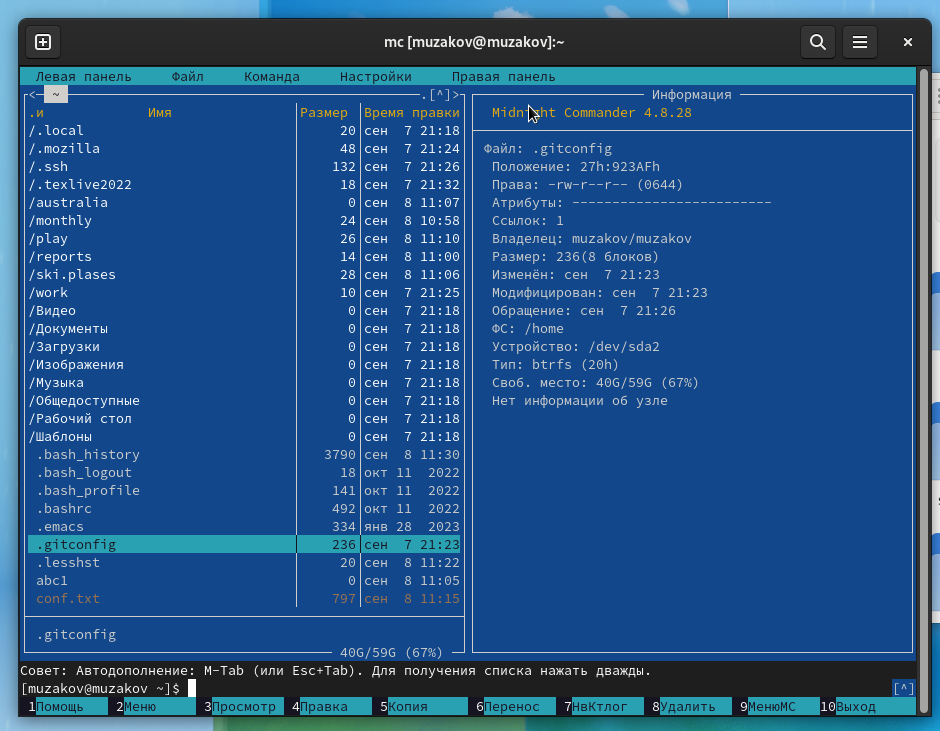 mc [muzakov@muzakov]:~
Левая панель Файл Команда Настройки Правая панель
<─ ~ .[^]>
.и Имя Размер Время правки
/.local 20 сен 7 21:18
/.mozilla 48 сен 7 21:24
/.ssh 132 сен 7 21:26
/.texlive2022 18 сен 7 21:32
/australia 0 сен 8 11:07
/monthly 24 сен 8 10:58
/play 26 сен 8 11:10
/reports 14 сен 8 11:00
/ski.plases 28 сен 8 11:06
/work 10 сен 7 21:25
/Видео 0 сен 7 21:18
/Документы 0 сен 7 21:18
/Загрузки 0 сен 7 21:18
/Изображения 0 сен 7 21:18
/Музыка 0 сен 7 21:18
/Общедоступные 0 сен 7 21:18
/Рабочий стол 0 сен 7 21:18
/Шаблоны 0 сен 7 21:18
.bash_history 3790 сен 8 11:30
.bash_logout 18 окт 11 2022
.bash_profile 141 окт 11 2022
.bashrc 492 окт 11 2022
.emacs 334 янв 28 2023
.gitconfig 236 сен 7 21:23
.lesshst 20 сен 8 11:22
abc1 0 сен 8 11:05
conf.txt 797 сен 8 11:15
.gitconfig
40G/59G (67%)
Информация
Midnight Commander 4.8.28
Файл: .gitconfig
Положение: 27h:923AFh
Права: -rw-r--r-- (0644)
Атрибуты: -------------------------
Ссылок: 1
Владелец: muzakov/muzakov
Размер: 236(8 блоков)
Изменён: сен 7 21:23
Модифицирован: сен 7 21:23
Обращение: сен 7 21:26
ФС: /home
Устройство: /dev/sda2
Тип: btrfs (20h)
Своб. место: 40G/59G (67%)
Нет информации об узле
Совет: Автодополнение: M-Tab (или Esc+Tab). Для получения списка нажать дважды.
[muzakov@muzakov ~]$ [^]
1Помощь 2Меню 3Просмотр 4Правка 5Копия 6Перенос 7НвКтлог 8Удалить 9МенюМС 10Выход